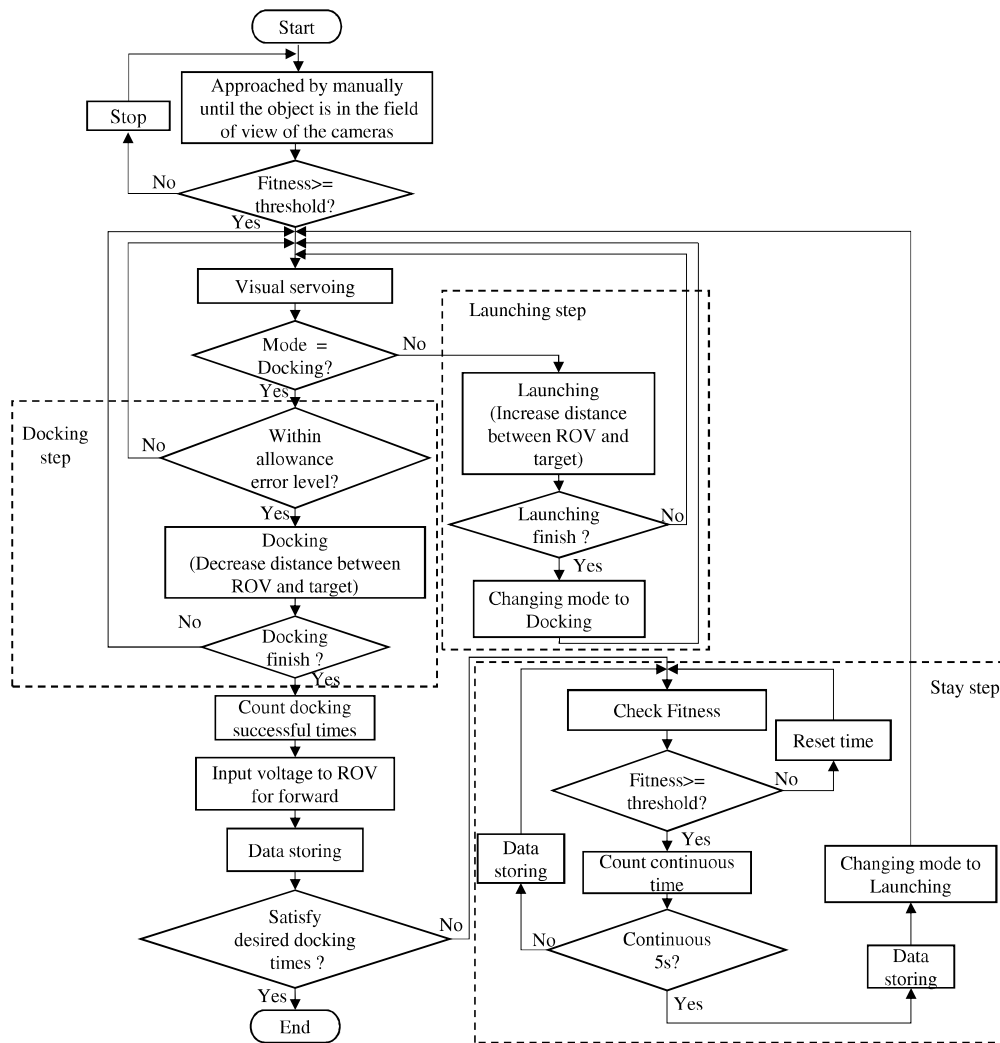 Start
Approached by manually
until the object is in the field
of view of the cameras
Stop
No
Fitness>=
threshold?
Yes
Visual servoing
Mode =
Docking?
No
Yes
Launching step
Launching
(Increase distance
between ROV and
target)
Launching
finish ?
No
Yes
Changing mode to
Docking
Docking
step
No
Within
allowance
error level?
Yes
Docking
(Decrease distance between
ROV and target)
No
Docking
finish ?
Yes
Count docking
successful times
Input voltage to ROV
for forward
Data storing
Satisfy
desired docking
times ?
No
Yes
End
Stay step
Check Fitness
Reset time
Fitness>=
threshold?
No
Yes
Data
storing
Count continuous
time
No
Continuous
5s?
Yes
Changing mode to
Launching
Data
storing